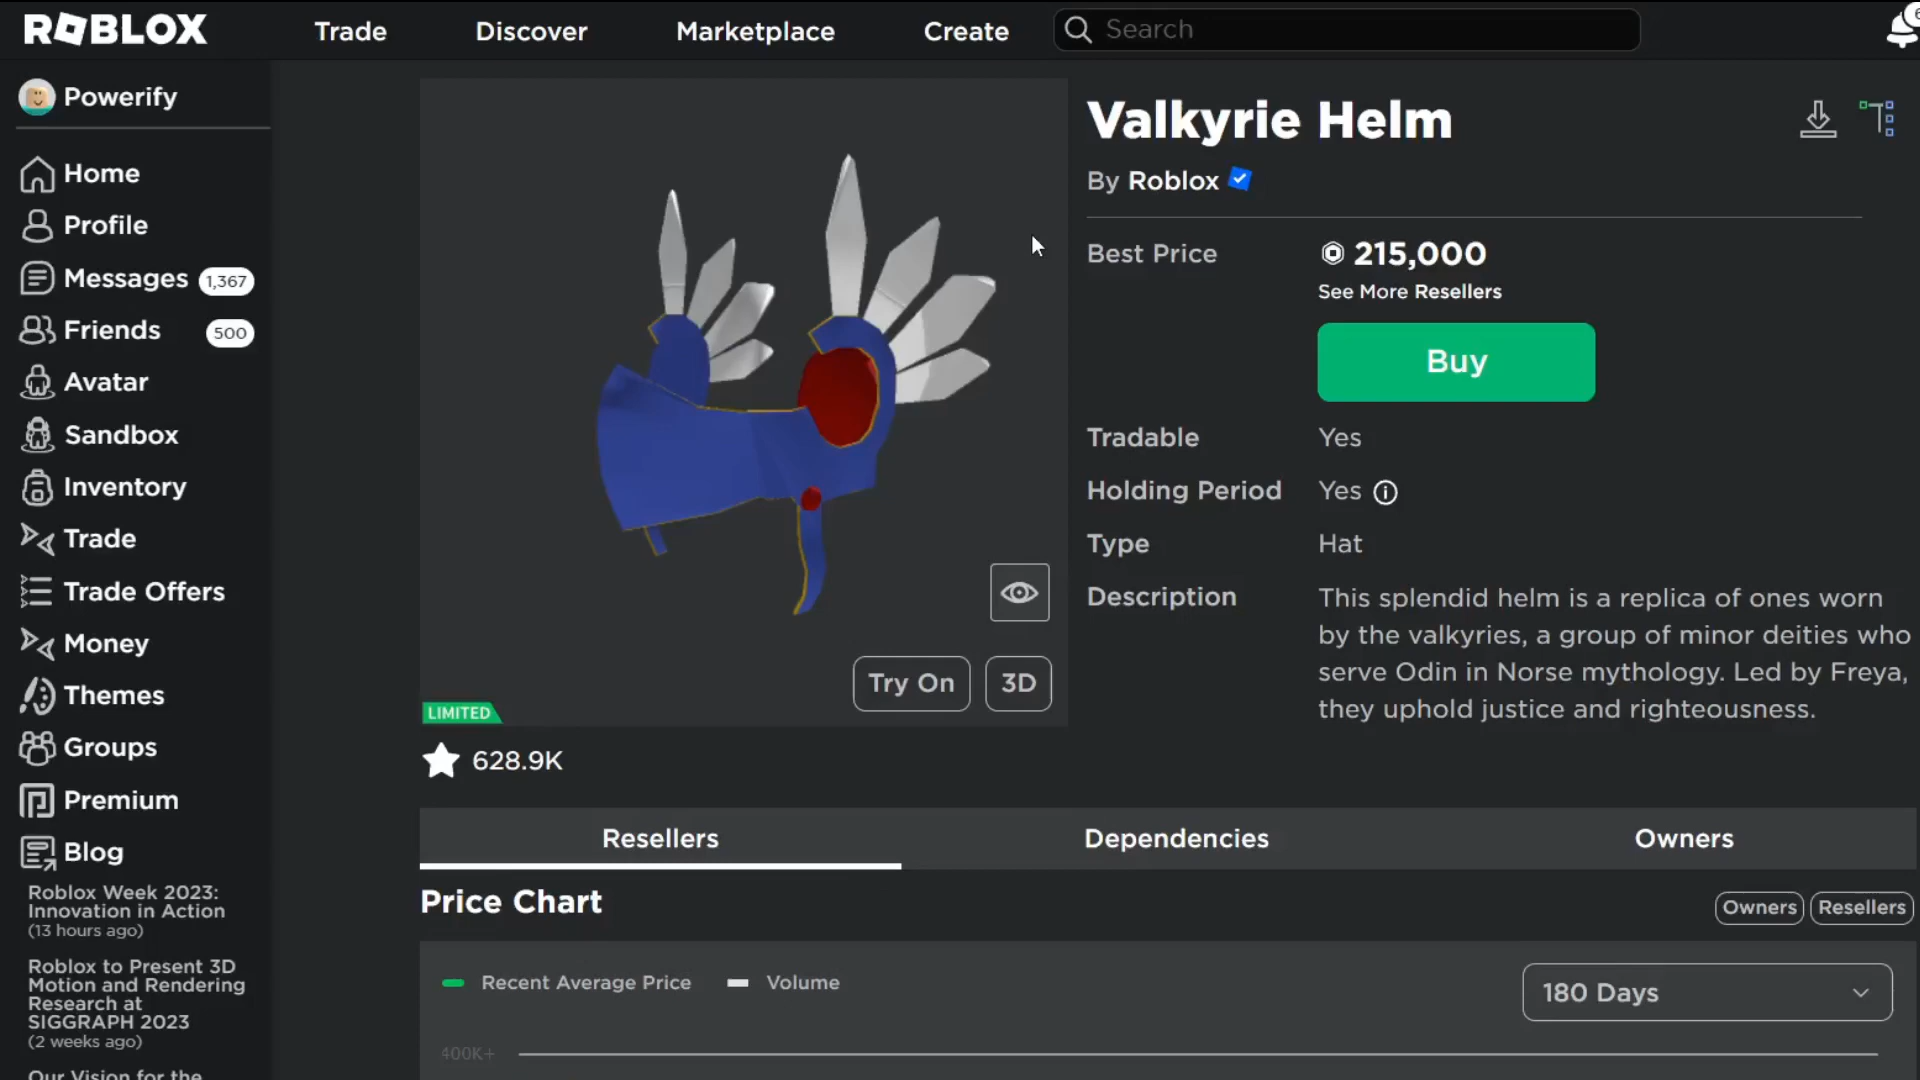 ROBLOX
Trade
Discover
Marketplace
Create
Search
Powerify
Home
Profile
Messages 1,367
Friends 500
Avatar
Sandbox
Inventory
Trade
Trade Offers
Money
Themes
Groups
Premium
Blog
Roblox Week 2023:
Innovation in Action
(13 hours ago)
Roblox to Present 3D
Motion and Rendering
Research at
SIGGRAPH 2023
(2 weeks ago)
Our Vision for the
Try On
3D
LIMITED
628.9K
Valkyrie Helm
By Roblox
Best Price 215,000
See More Resellers
Buy
Tradable Yes
Holding Period Yes
Type Hat
Description This splendid helm is a replica of ones worn
by the valkyries, a group of minor deities who
serve Odin in Norse mythology. Led by Freya,
they uphold justice and righteousness.
Resellers
Dependencies
Owners
Price Chart
Owners
Resellers
Recent Average Price
Volume
180 Days
400K+